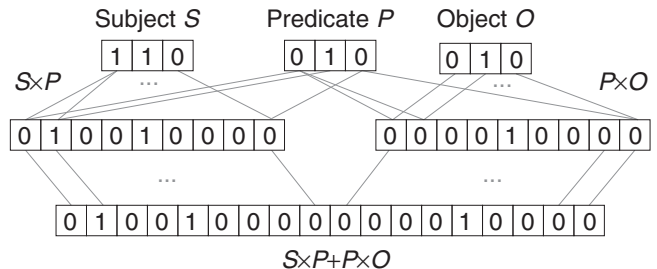 Subject S Predicate P Object O
1 1 0 0 1 0 0 1 0
S×P ... ... P×O
0 1 0 0 1 0 0 0 0 0 0 0 0 1 0 0 0 0
... ...
0 1 0 0 1 0 0 0 0 0 0 0 0 1 0 0 0 0
S×P+P×O